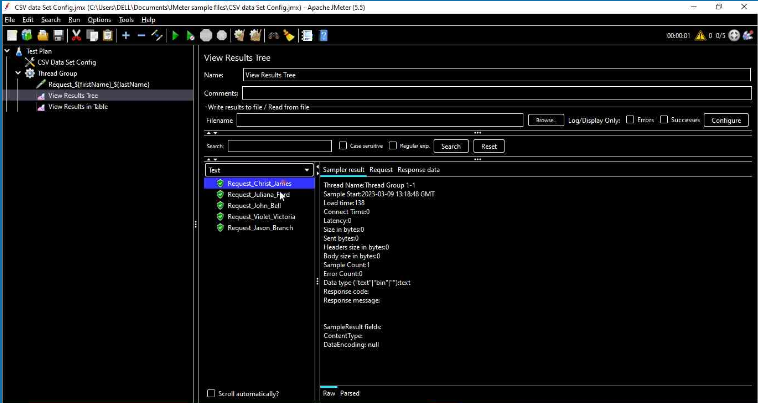 CSV data Set Config.jmx (C:\Users\DELL\Documents\JMeter sample files\CSV data Set Config.jmx) - Apache JMeter (5.5)
File Edit Search Run Options Tools Help
00:00:01 0 0/5
Test Plan
CSV Data Set Config
Thread Group
Request_${firstName}_${lastName}
View Results Tree
View Results in Table
View Results Tree
Name: View Results Tree
Comments:
Write results to file / Read from file
Filename Browse... Log/Display Only: Errors Successes Configure
Search: Case sensitive Regular exp. Search Reset
Text
Request_Christ_James
Request_Juliana_Ford
Request_John_Bell
Request_Violet_Victoria
Request_Jason_Branch
Scroll automatically?
Sampler result Request Response data
Thread Name:Thread Group 1-1
Sample Start:2023-03-09 13:18:48 GMT
Load time:138
Connect Time:0
Latency:0
Size in bytes:0
Sent bytes:0
Headers size in bytes:0
Body size in bytes:0
Sample Count:1
Error Count:0
Data type ("text"|"bin"|""):text
Response code:
Response message:
SampleResult fields:
ContentType:
DataEncoding: null
Raw Parsed